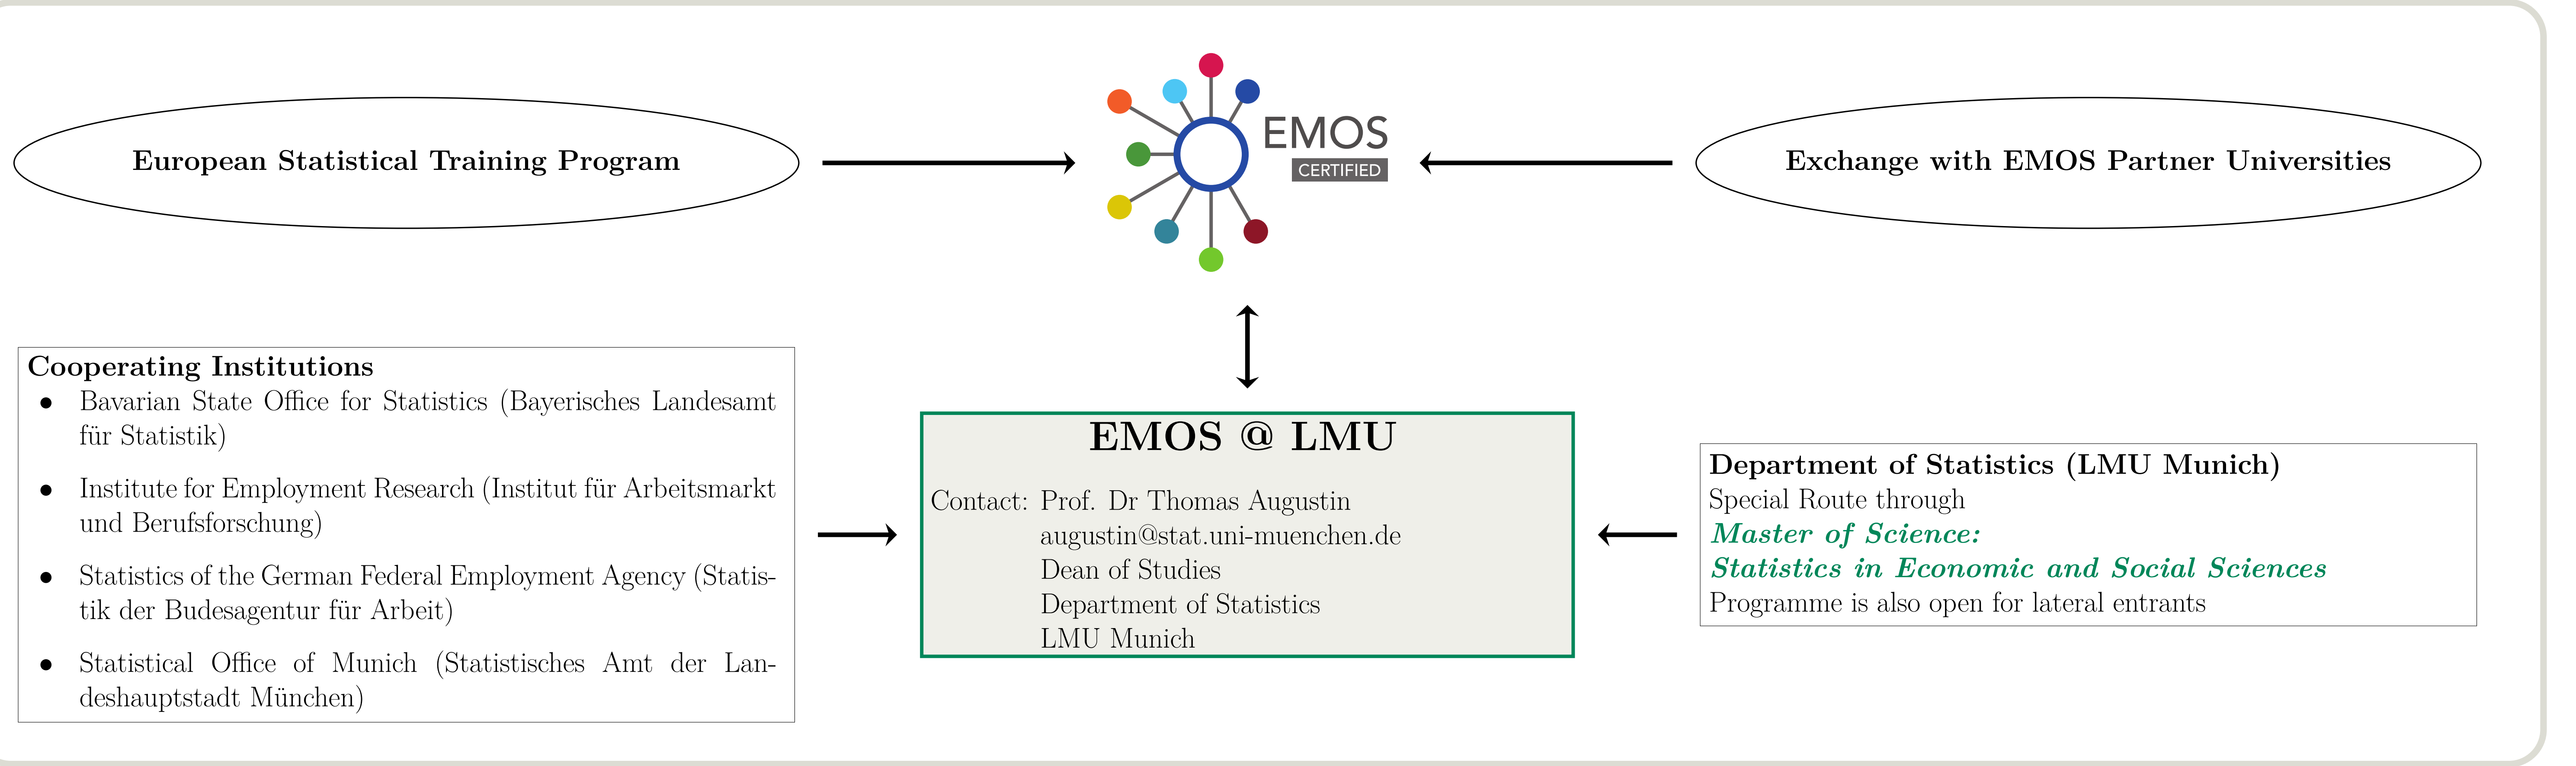 European Statistical Training Program
EMOS
CERTIFIED
Exchange with EMOS Partner Universities
Cooperating Institutions
• Bavarian State Office for Statistics (Bayerisches Landesamt
für Statistik)
• Institute for Employment Research (Institut für Arbeitsmarkt
und Berufsforschung)
• Statistics of the German Federal Employment Agency (Statis-
tik der Budesagentur für Arbeit)
• Statistical Office of Munich (Statistisches Amt der Lan-
deshauptstadt München)
EMOS @ LMU
Contact: Prof. Dr Thomas Augustin
augustin@stat.uni-muenchen.de
Dean of Studies
Department of Statistics
LMU Munich
Department of Statistics (LMU Munich)
Special Route through
Master of Science:
Statistics in Economic and Social Sciences
Programme is also open for lateral entrants